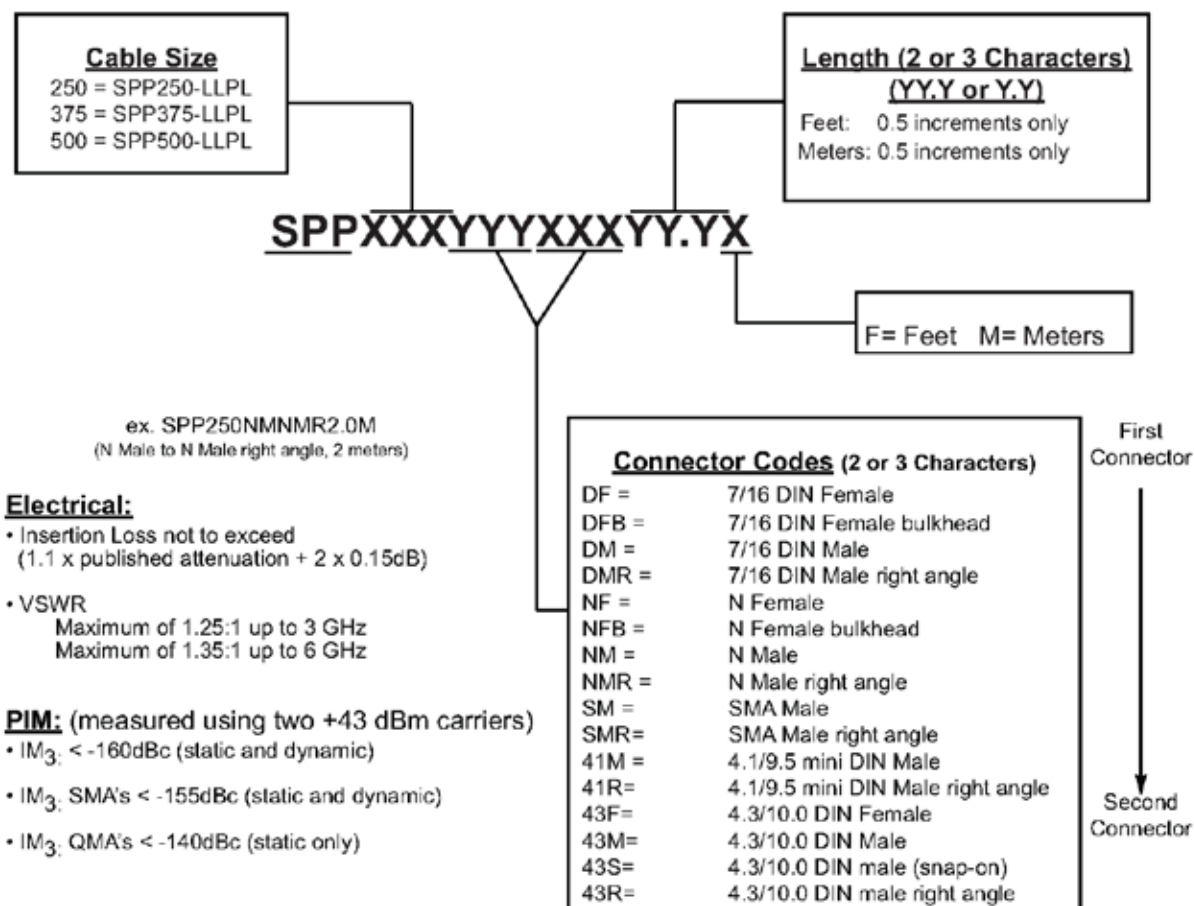 Cable Size
250 = SPP250-LLPL
375 = SPP375-LLPL
500 = SPP500-LLPL
Length (2 or 3 Characters)
(YY.Y or Y.Y)
Feet: 0.5 increments only
Meters: 0.5 increments only
SPPXXXYYYXXXYY.YX
F= Feet M= Meters
ex. SPP250NMNMR2.0M
(N Male to N Male right angle, 2 meters)
Electrical:
• Insertion Loss not to exceed
(1.1 x published attenuation + 2 x 0.15dB)
• VSWR
Maximum of 1.25:1 up to 3 GHz
Maximum of 1.35:1 up to 6 GHz
PIM: (measured using two +43 dBm carriers)
• IM3: < -160dBc (static and dynamic)
• IM3: SMA's < -155dBc (static and dynamic)
• IM3: QMA's < -140dBc (static only)
Connector Codes (2 or 3 Characters)
DF = 7/16 DIN Female
DFB = 7/16 DIN Female bulkhead
DM = 7/16 DIN Male
DMR = 7/16 DIN Male right angle
NF = N Female
NFB = N Female bulkhead
NM = N Male
NMR = N Male right angle
SM = SMA Male
SMR= SMA Male right angle
41M = 4.1/9.5 mini DIN Male
41R= 4.1/9.5 mini DIN Male right angle
43F= 4.3/10.0 DIN Female
43M= 4.3/10.0 DIN Male
43S= 4.3/10.0 DIN male (snap-on)
43R= 4.3/10.0 DIN male right angle
First
Connector
Second
Connector